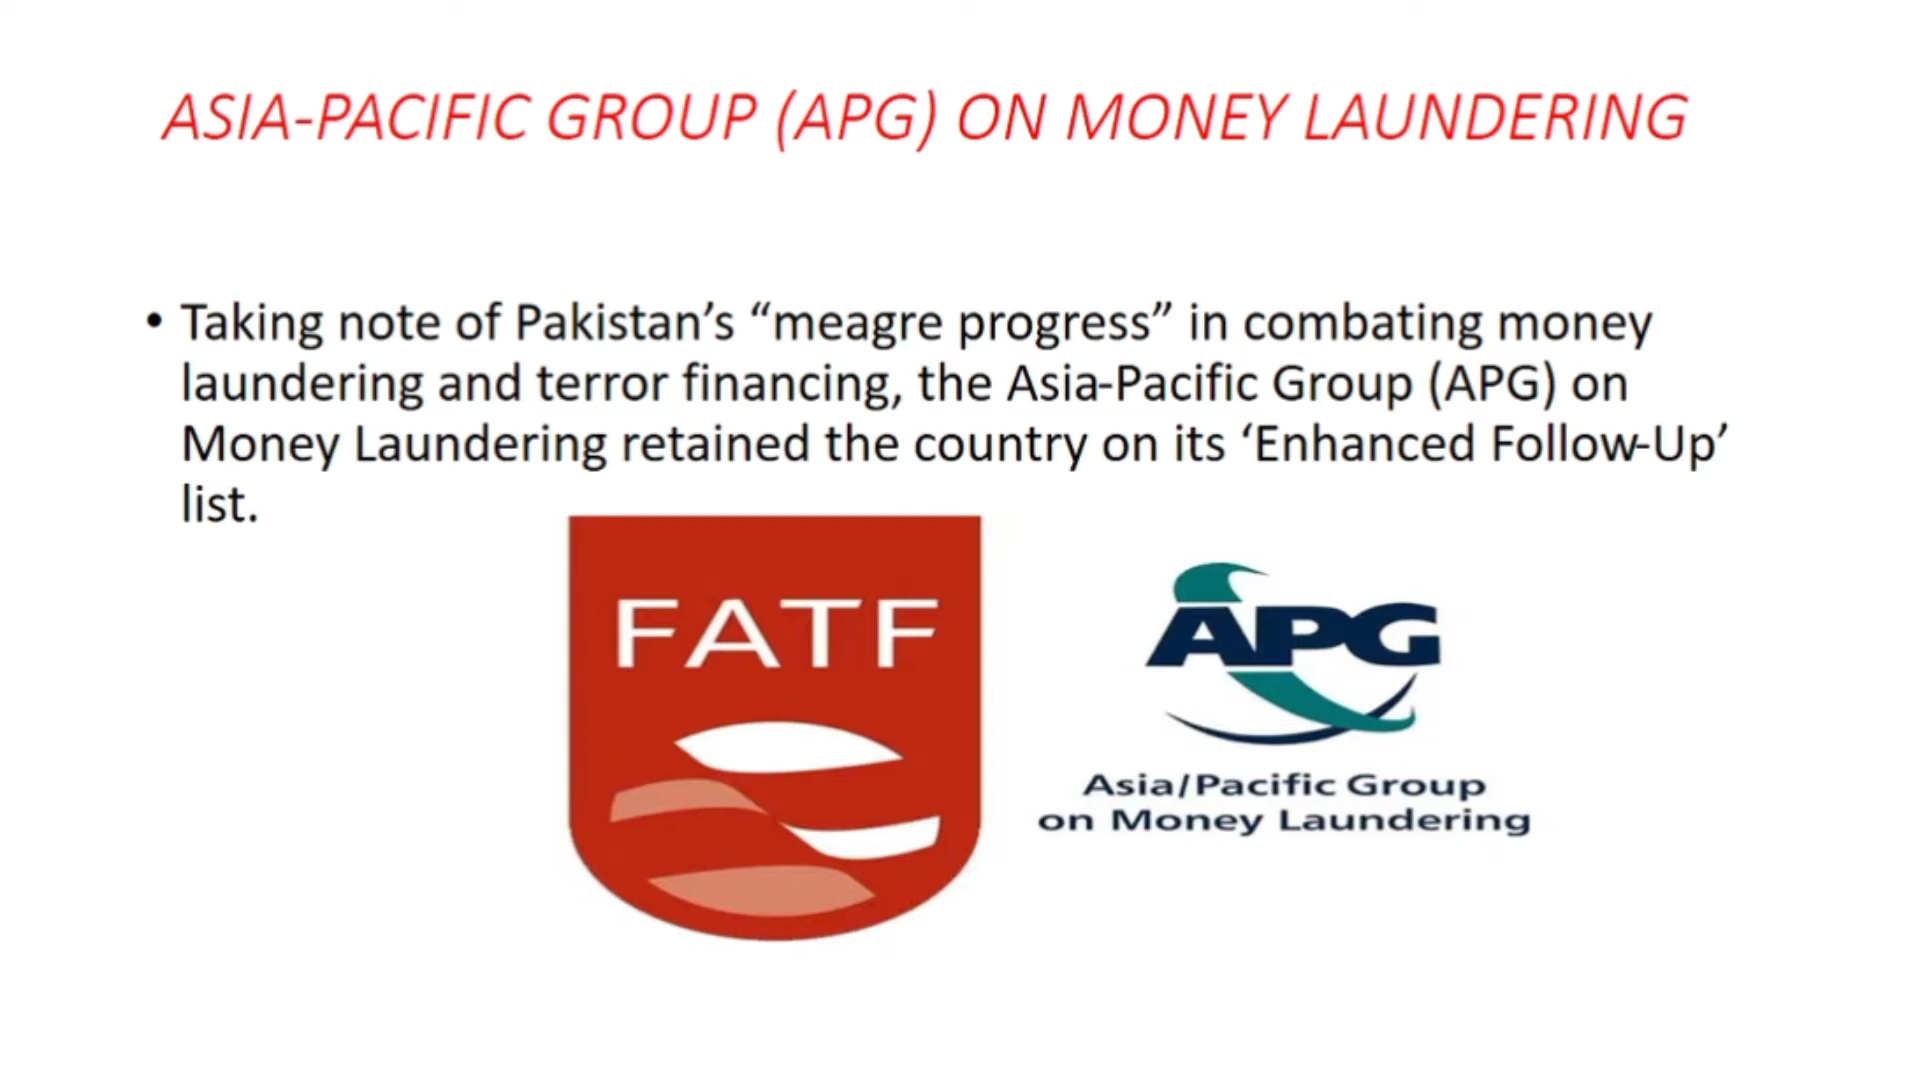 ASIA-PACIFIC GROUP (APG) ON MONEY LAUNDERING
• Taking note of Pakistan’s “meagre progress” in combating money
laundering and terror financing, the Asia-Pacific Group (APG) on
Money Laundering retained the country on its ‘Enhanced Follow-Up’
list.
FATF
APG
Asia/Pacific Group
on Money Laundering